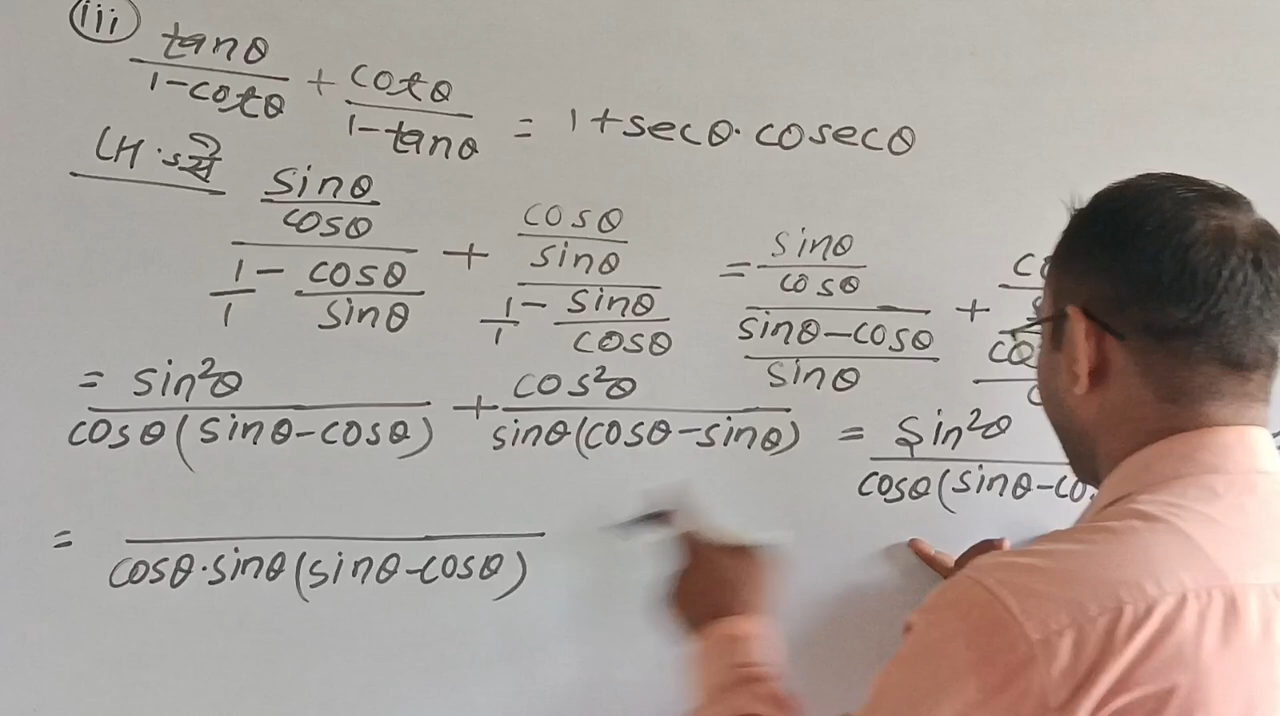 iii
tanθ/1-cotθ + cotθ/1-tanθ = 1+secθ·cosecθ
LH·S से
(sinθ/cosθ)/(1/1 - cosθ/sinθ) + (cosθ/sinθ)/(1/1 - sinθ/cosθ) = (sinθ/cosθ)/((sinθ-cosθ)/sinθ) +
= sin²θ/cosθ(sinθ-cosθ) + cos²θ/sinθ(cosθ-sinθ) = sin²θ/cosθ(sinθ-co
= /cosθ·sinθ(sinθ-cosθ)